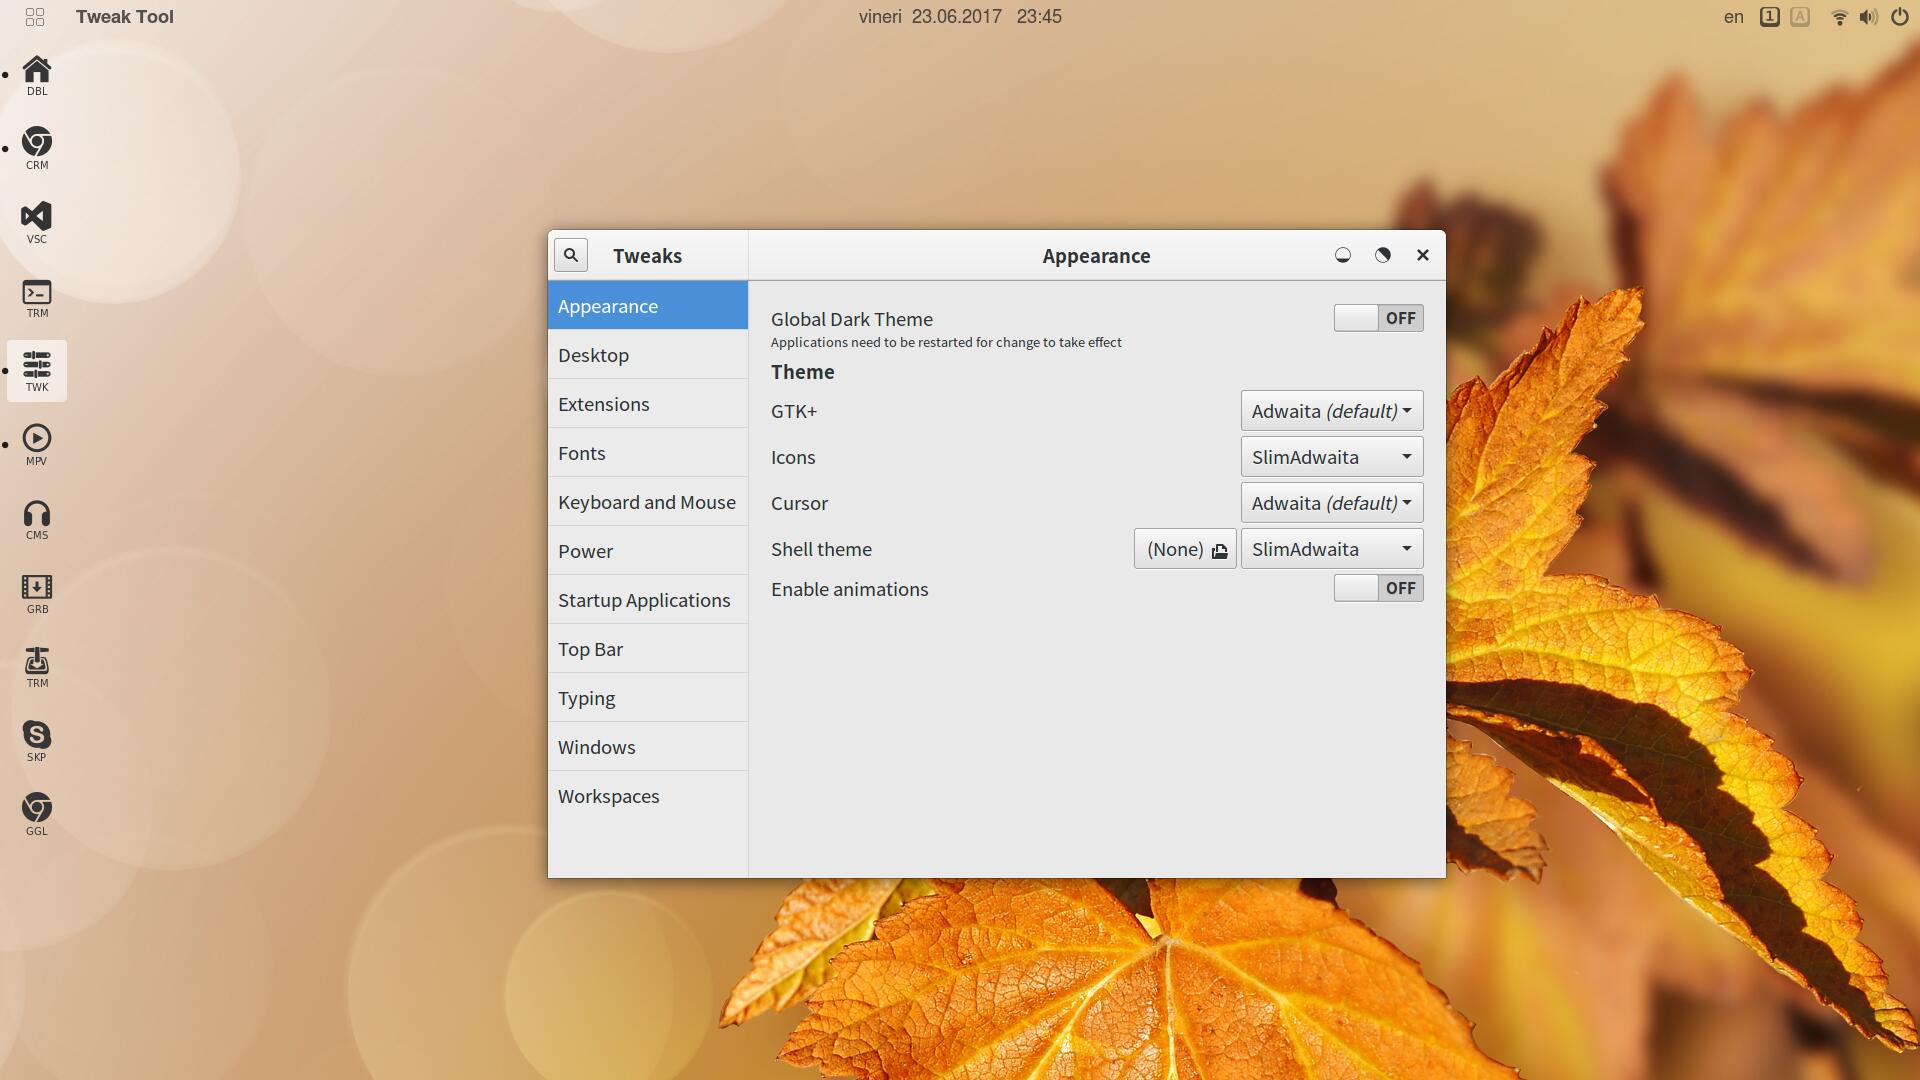 Tweak Tool
vineri 23.06.2017 23:45
en 1 A
DBL
CRM
VSC
TRM
TWK
MPV
CMS
GRB
TRM
SKP
GGL
Tweaks
Appearance
Appearance
Desktop
Extensions
Fonts
Keyboard and Mouse
Power
Startup Applications
Top Bar
Typing
Windows
Workspaces
Global Dark Theme OFF
Applications need to be restarted for change to take effect
Theme
GTK+ Adwaita (default)
Icons SlimAdwaita
Cursor Adwaita (default)
Shell theme (None) SlimAdwaita
Enable animations OFF